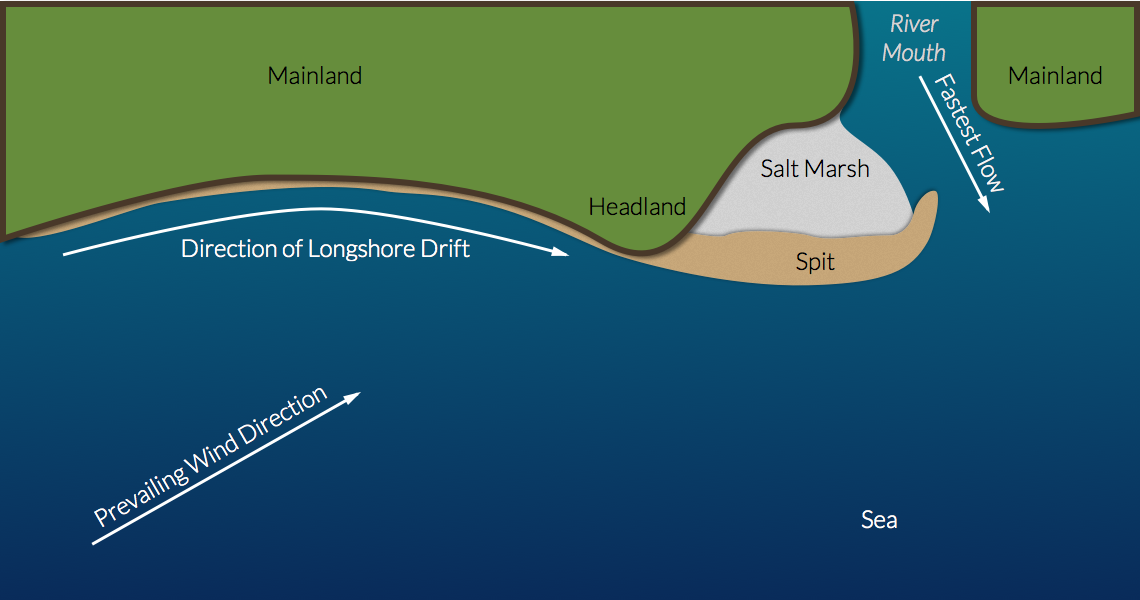 River
Mouth
Mainland
Mainland
Fastest Flow
Salt Marsh
Headland
Direction of Longshore Drift
Spit
Prevailing Wind Direction
Sea